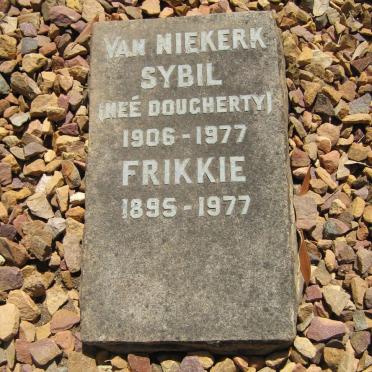 VAN NIEKERK
SYBIL
(NEÉ DOUCHERTY)
1906-1977
FRIKKIE
1895-1977